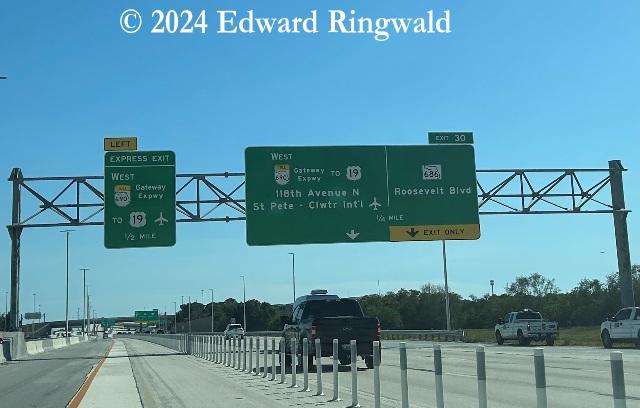 © 2024 Edward Ringwald
LEFT
EXPRESS EXIT
WEST
690
Gateway
Expwy
TO 19
1/2 MILE
WEST
690
Gateway
Expwy
TO 19
118th Avenue N
St Pete - Clwtr Int'l
1/4 MILE
EXIT 30
686
Roosevelt Blvd
EXIT ONLY